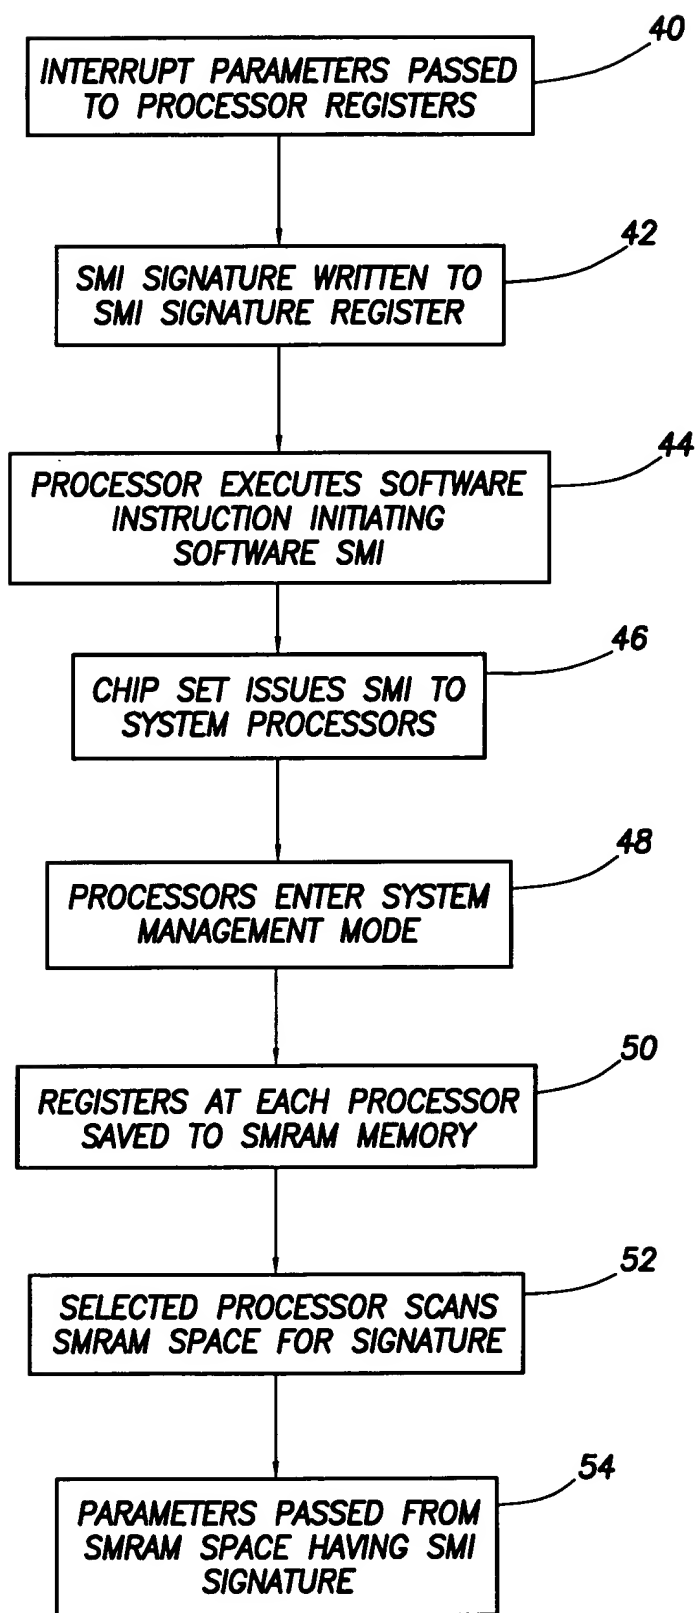 40
INTERRUPT PARAMETERS PASSED
TO PROCESSOR REGISTERS
42
SMI SIGNATURE WRITTEN TO
SMI SIGNATURE REGISTER
44
PROCESSOR EXECUTES SOFTWARE
INSTRUCTION INITIATING
SOFTWARE SMI
46
CHIP SET ISSUES SMI TO
SYSTEM PROCESSORS
48
PROCESSORS ENTER SYSTEM
MANAGEMENT MODE
50
REGISTERS AT EACH PROCESSOR
SAVED TO SMRAM MEMORY
52
SELECTED PROCESSOR SCANS
SMRAM SPACE FOR SIGNATURE
54
PARAMETERS PASSED FROM
SMRAM SPACE HAVING SMI
SIGNATURE